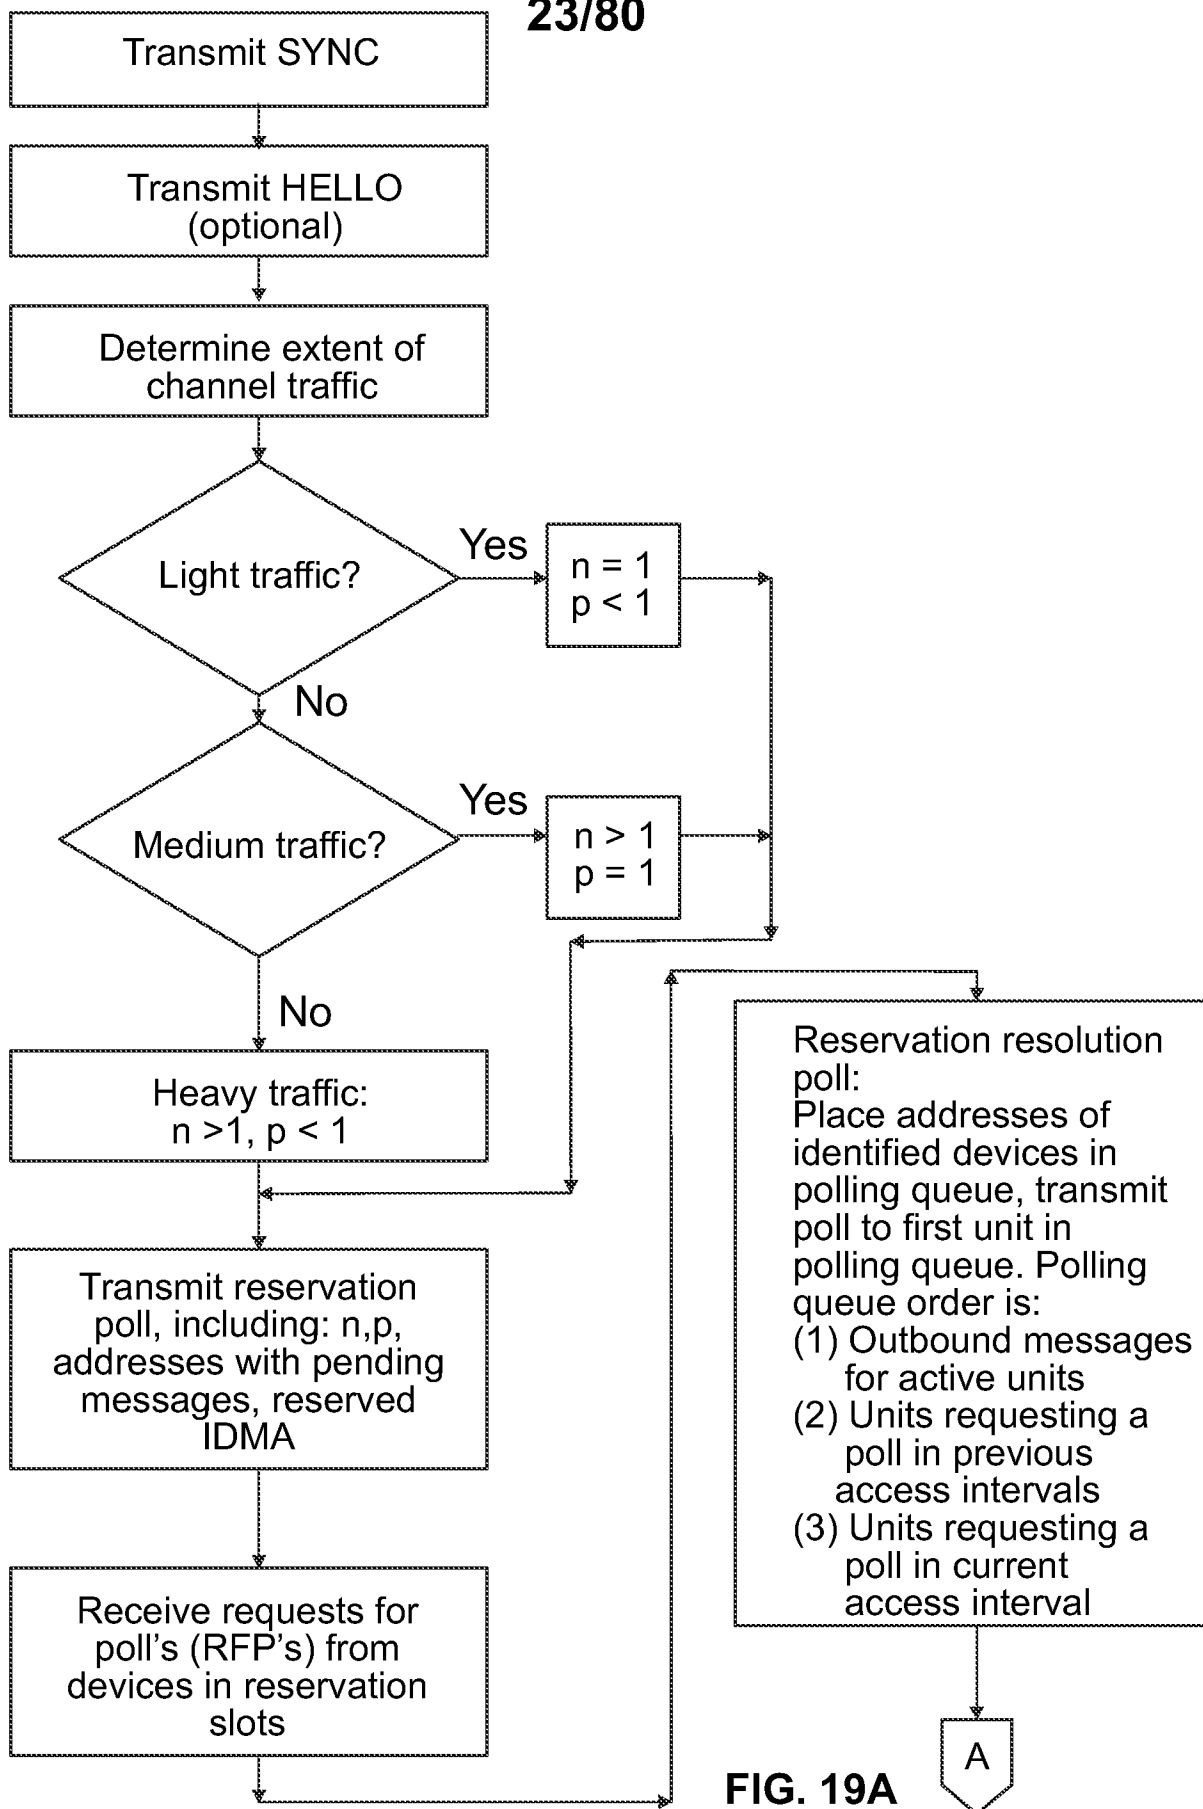 23/80
Transmit SYNC
Transmit HELLO
(optional)
Determine extent of
channel traffic
Light traffic?
Yes
n = 1
p < 1
No
Medium traffic?
Yes
n > 1
p = 1
No
Heavy traffic:
n >1, p < 1
Transmit reservation
poll, including: n,p,
addresses with pending
messages, reserved
IDMA
Receive requests for
poll's (RFP's) from
devices in reservation
slots
Reservation resolution
poll:
Place addresses of
identified devices in
polling queue, transmit
poll to first unit in
polling queue. Polling
queue order is:
(1) Outbound messages
for active units
(2) Units requesting a
poll in previous
access intervals
(3) Units requesting a
poll in current
access interval
A
FIG. 19A